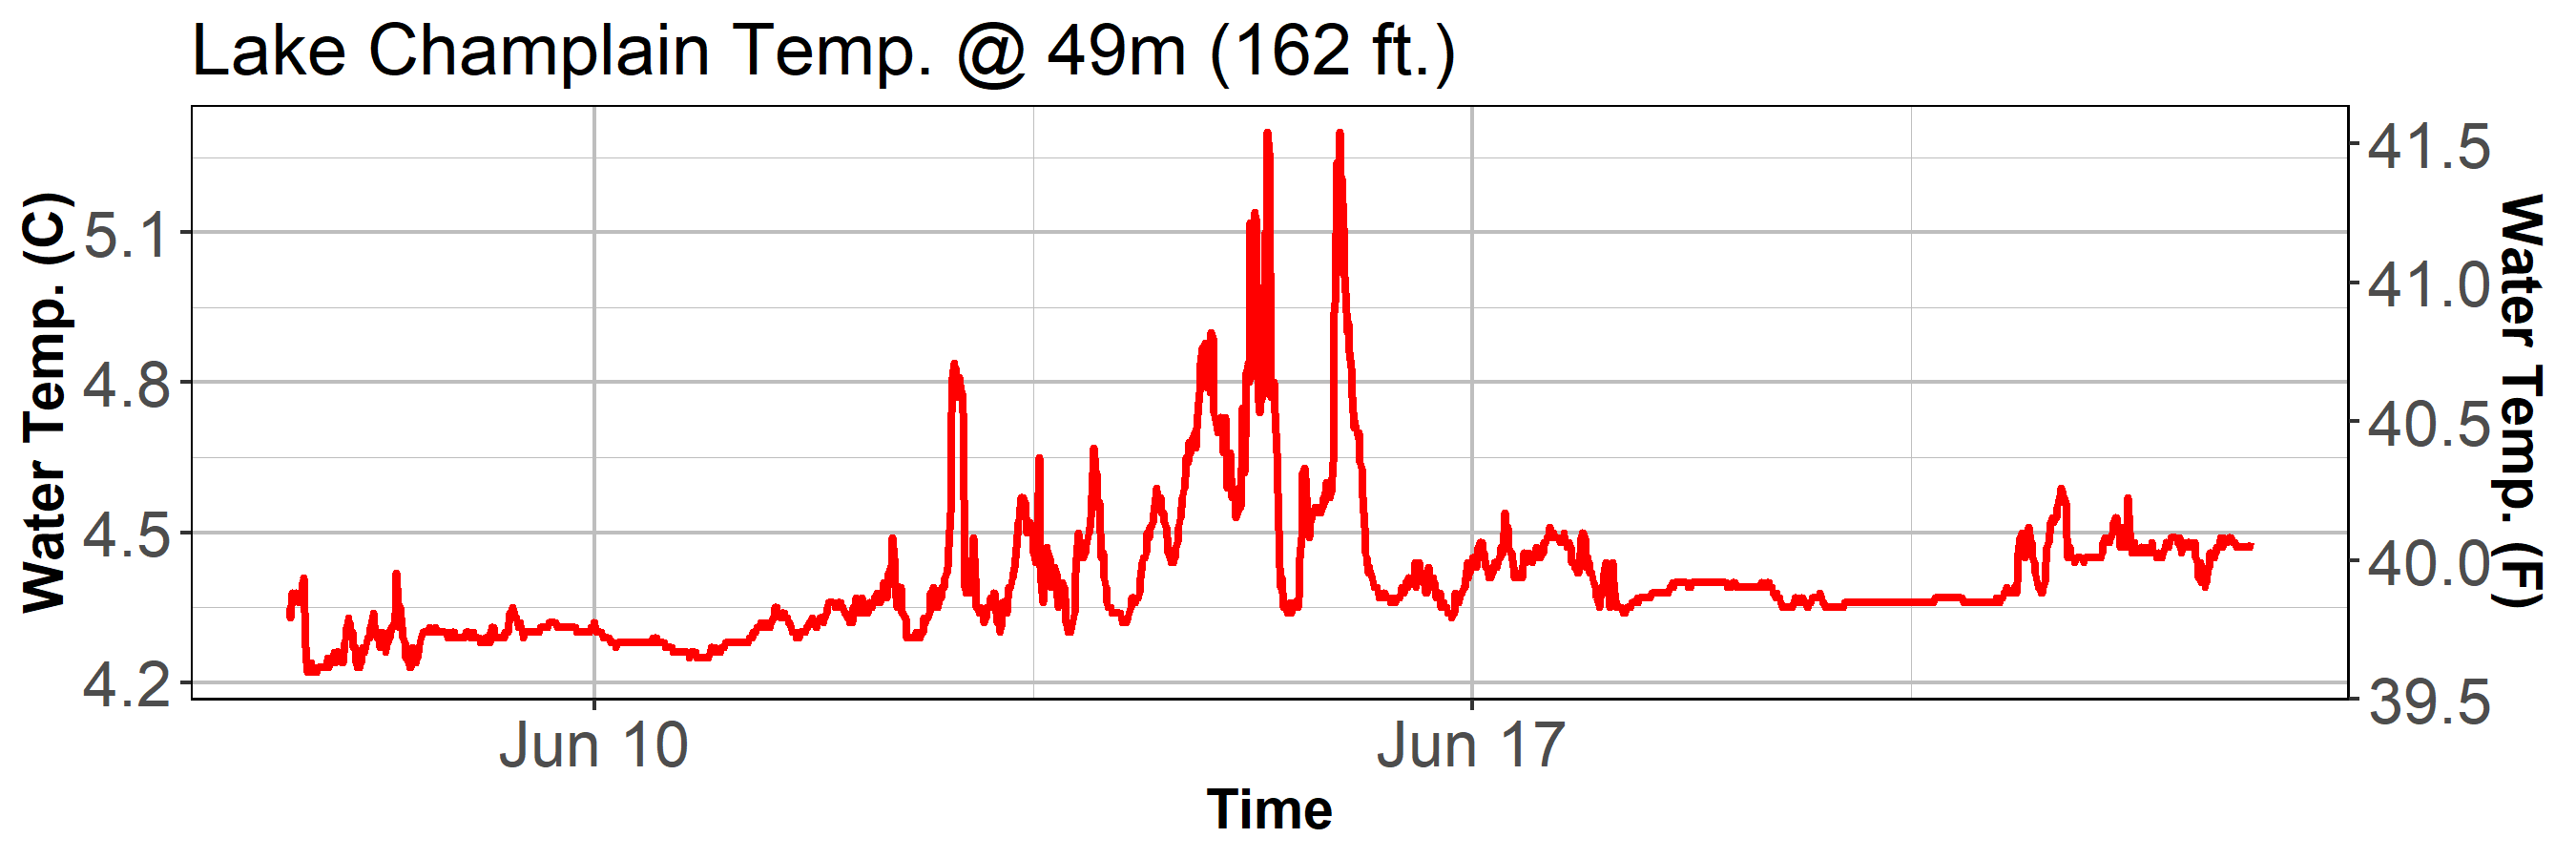 Lake Champlain Temp. @ 49m (162 ft.)
Water Temp. (C)
5.1
4.8
4.5
4.2
41.5
41.0
40.5
40.0
39.5
Water Temp. (F)
Jun 10
Jun 17
Time